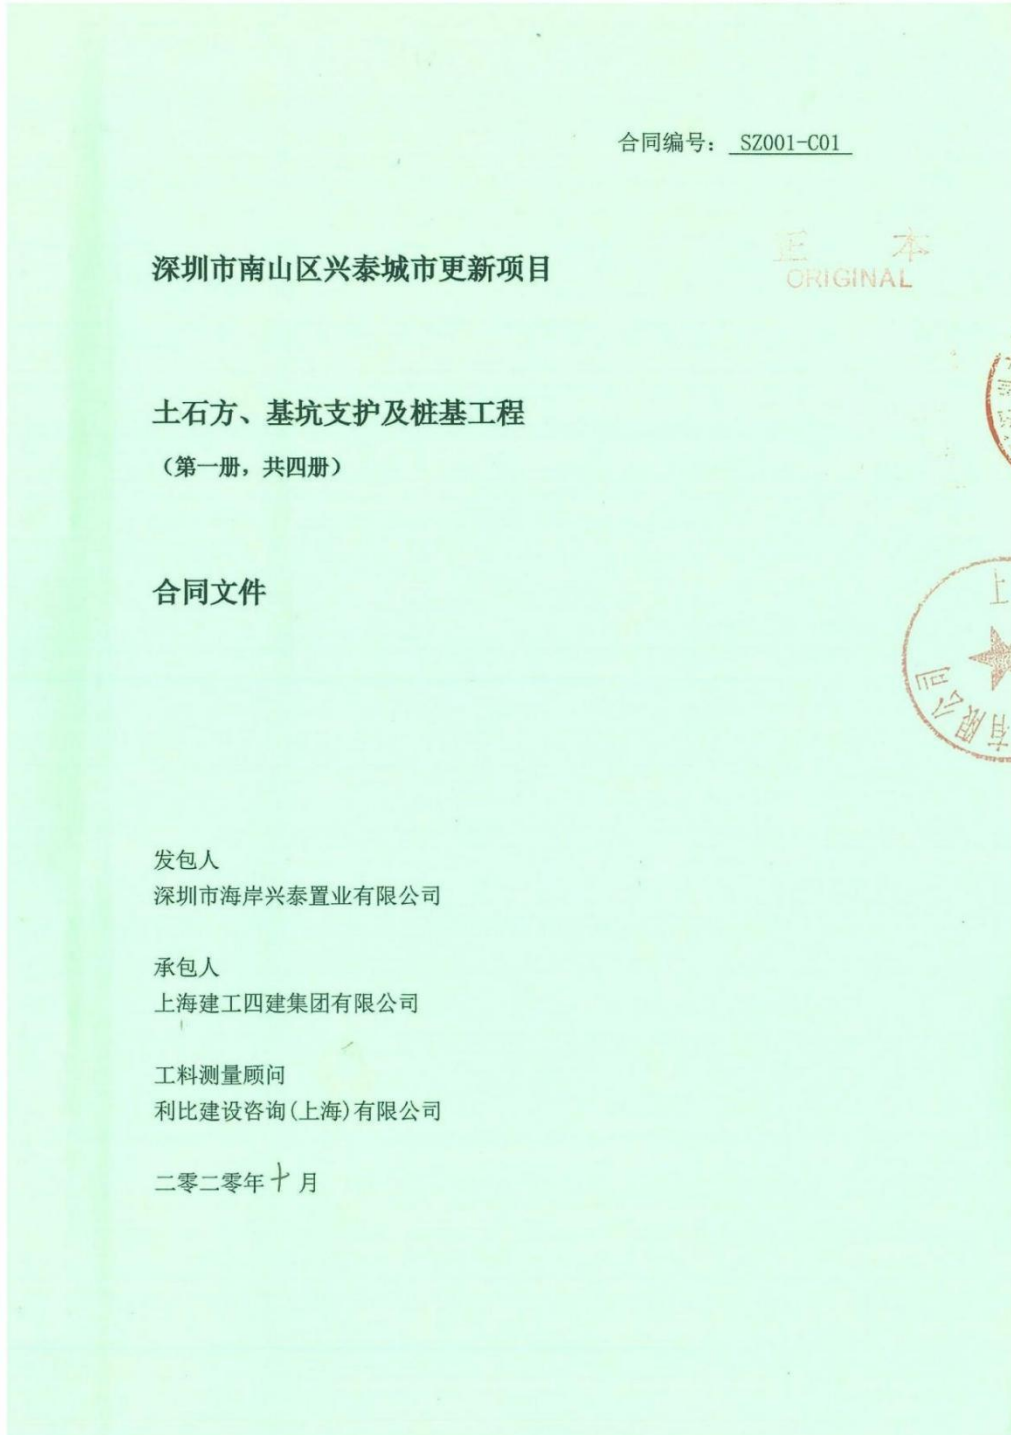 合同编号： SZ001-C01
正 本
ORIGINAL
深圳市南山区兴泰城市更新项目
土石方、基坑支护及桩基工程
（第一册，共四册）
合同文件
上
有限公司
发包人
深圳市海岸兴泰置业有限公司
承包人
上海建工四建集团有限公司
工料测量顾问
利比建设咨询(上海)有限公司
二零二零年十月